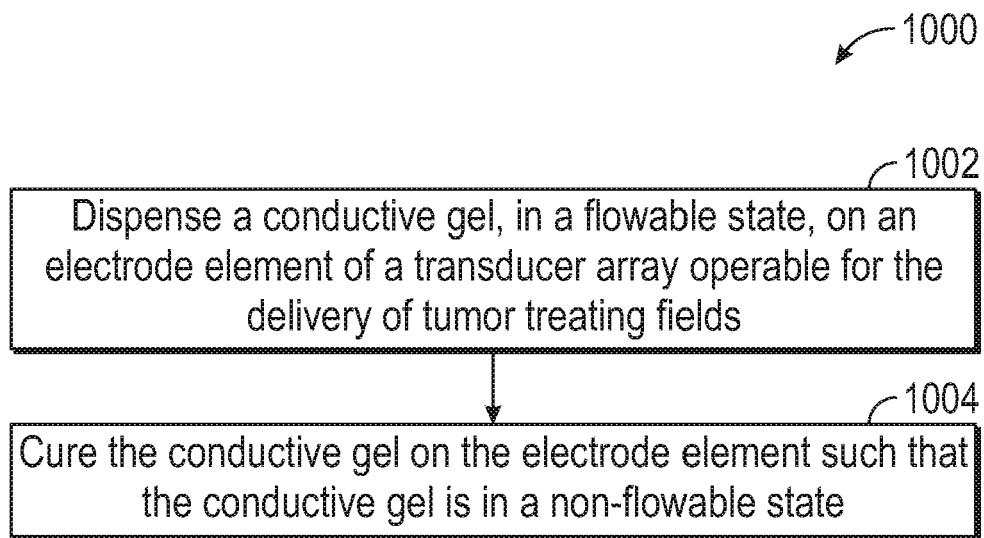 1000
1002
Dispense a conductive gel, in a flowable state, on an
electrode element of a transducer array operable for the
delivery of tumor treating fields
1004
Cure the conductive gel on the electrode element such that
the conductive gel is in a non-flowable state